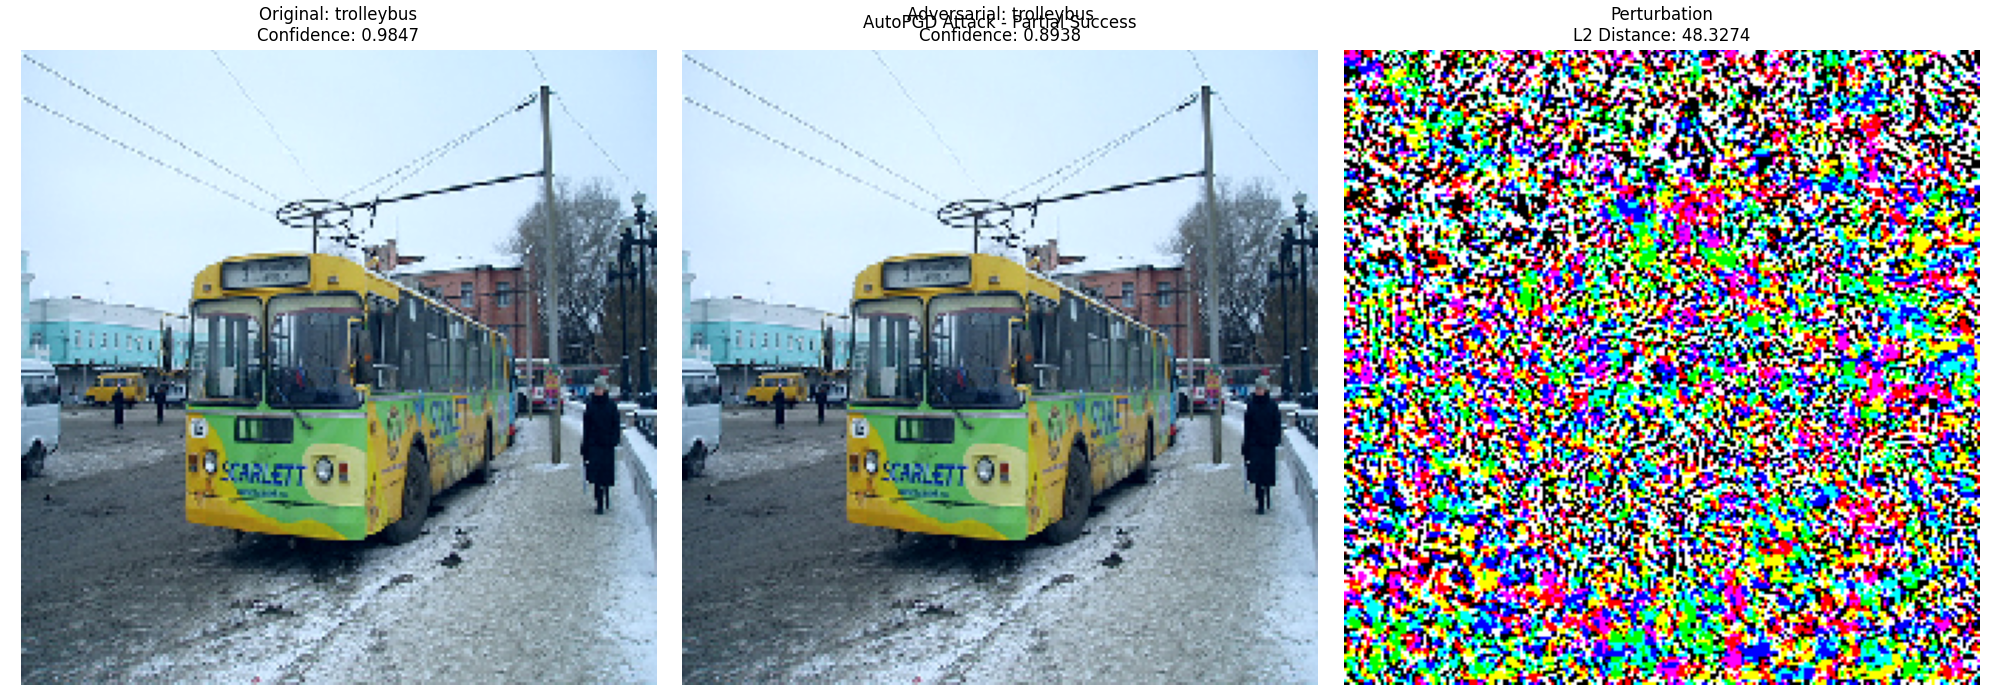 AutoPGD Attack - Partial Success
Original: trolleybus
Confidence: 0.9847
Adversarial: trolleybus
Confidence: 0.8938
Perturbation
L2 Distance: 48.3274
SCARLETT
SCARLETT